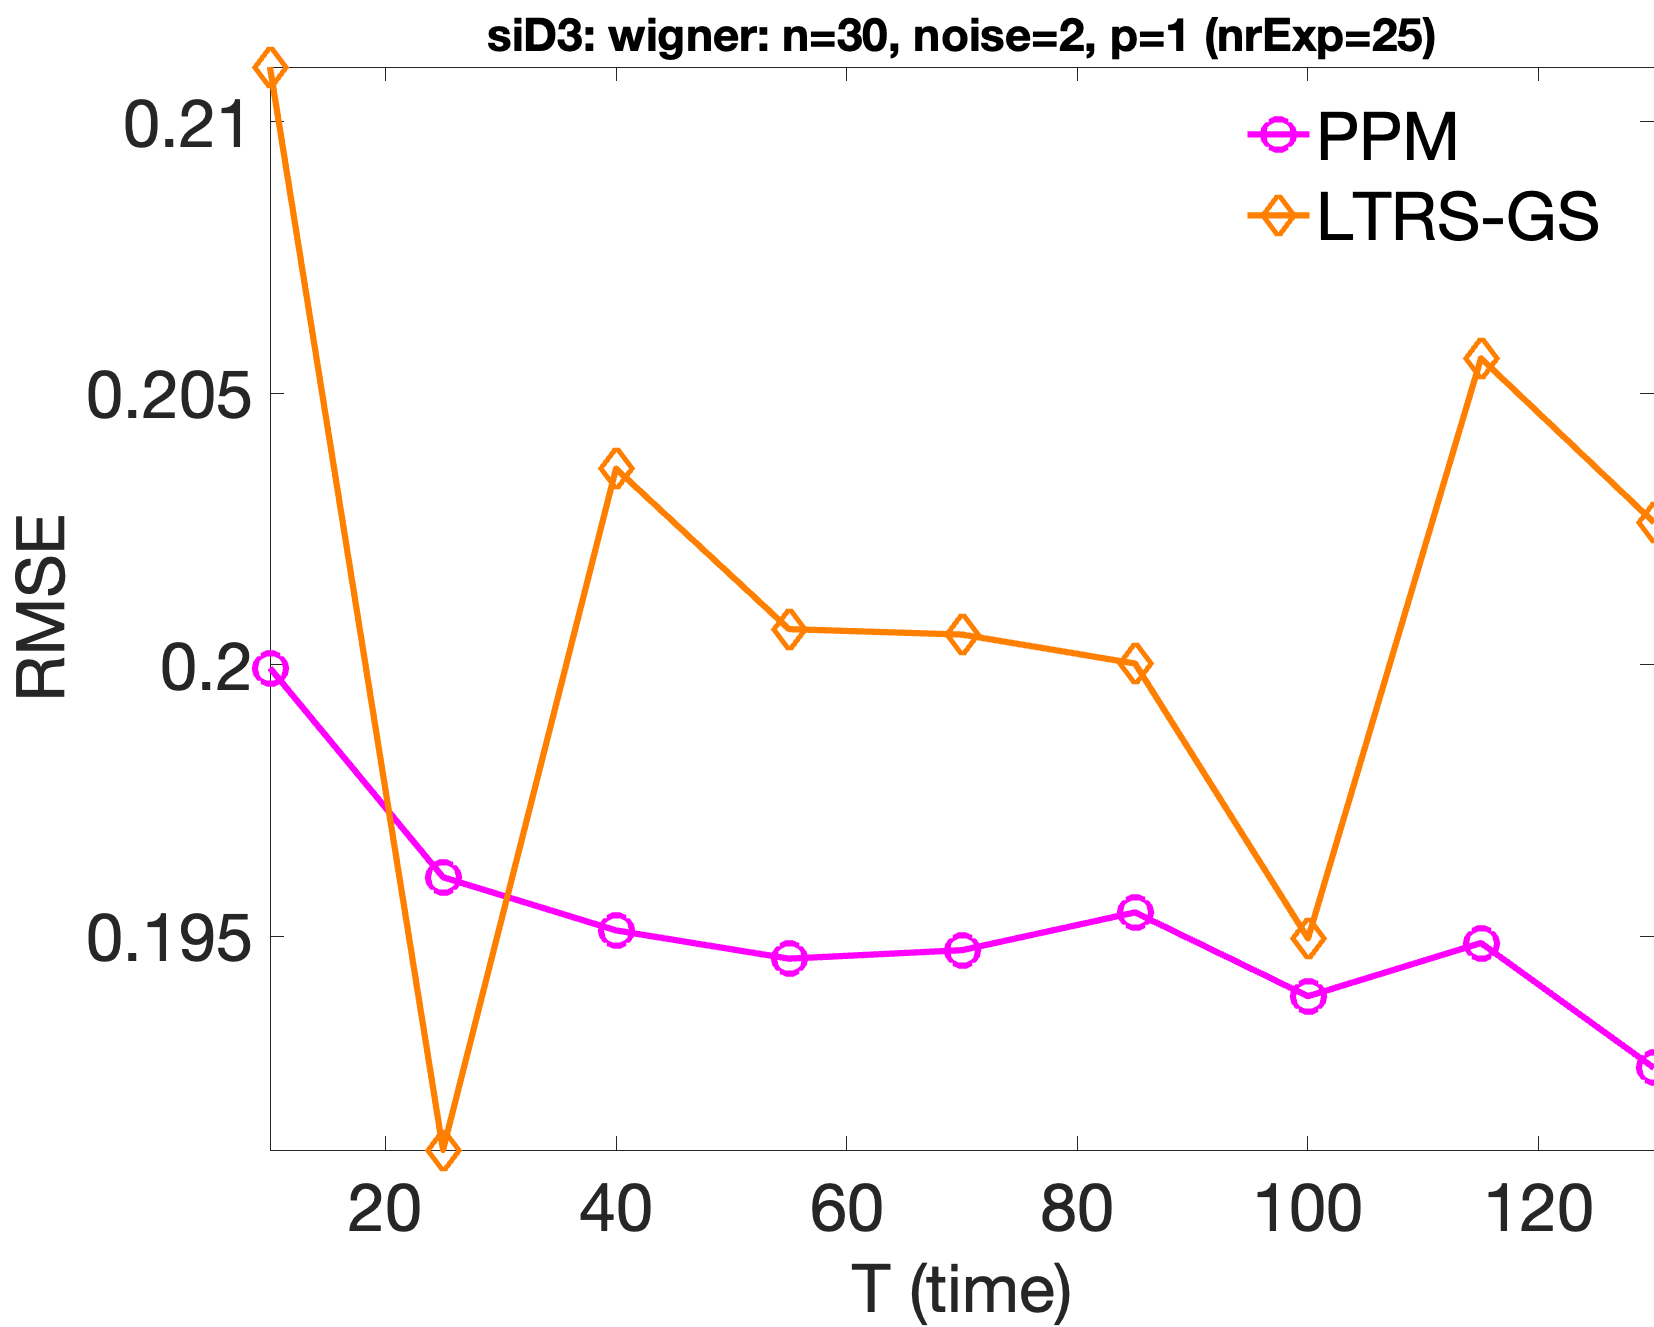 siD3: wigner: n=30, noise=2, p=1 (nrExp=25)
PPM
LTRS-GS
0.21
0.205
0.2
0.195
RMSE
20 40 60 80 100 120
T (time)